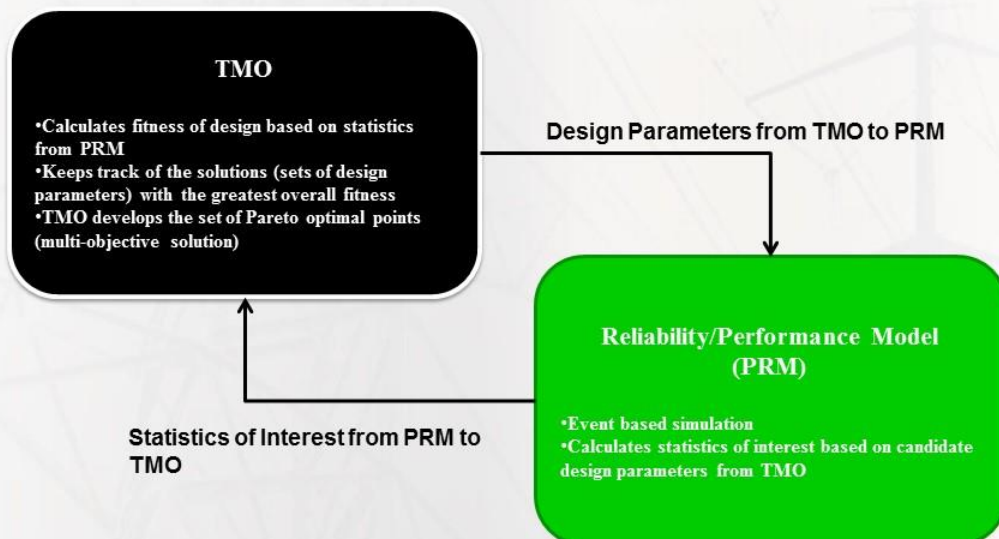 TMO
•Calculates fitness of design based on statistics
from PRM
•Keeps track of the solutions (sets of design
parameters) with the greatest overall fitness
•TMO develops the set of Pareto optimal points
(multi-objective solution)
Design Parameters from TMO to PRM
Reliability/Performance Model
(PRM)
•Event based simulation
•Calculates statistics of interest based on candidate
design parameters from TMO
Statistics of Interest from PRM to
TMO